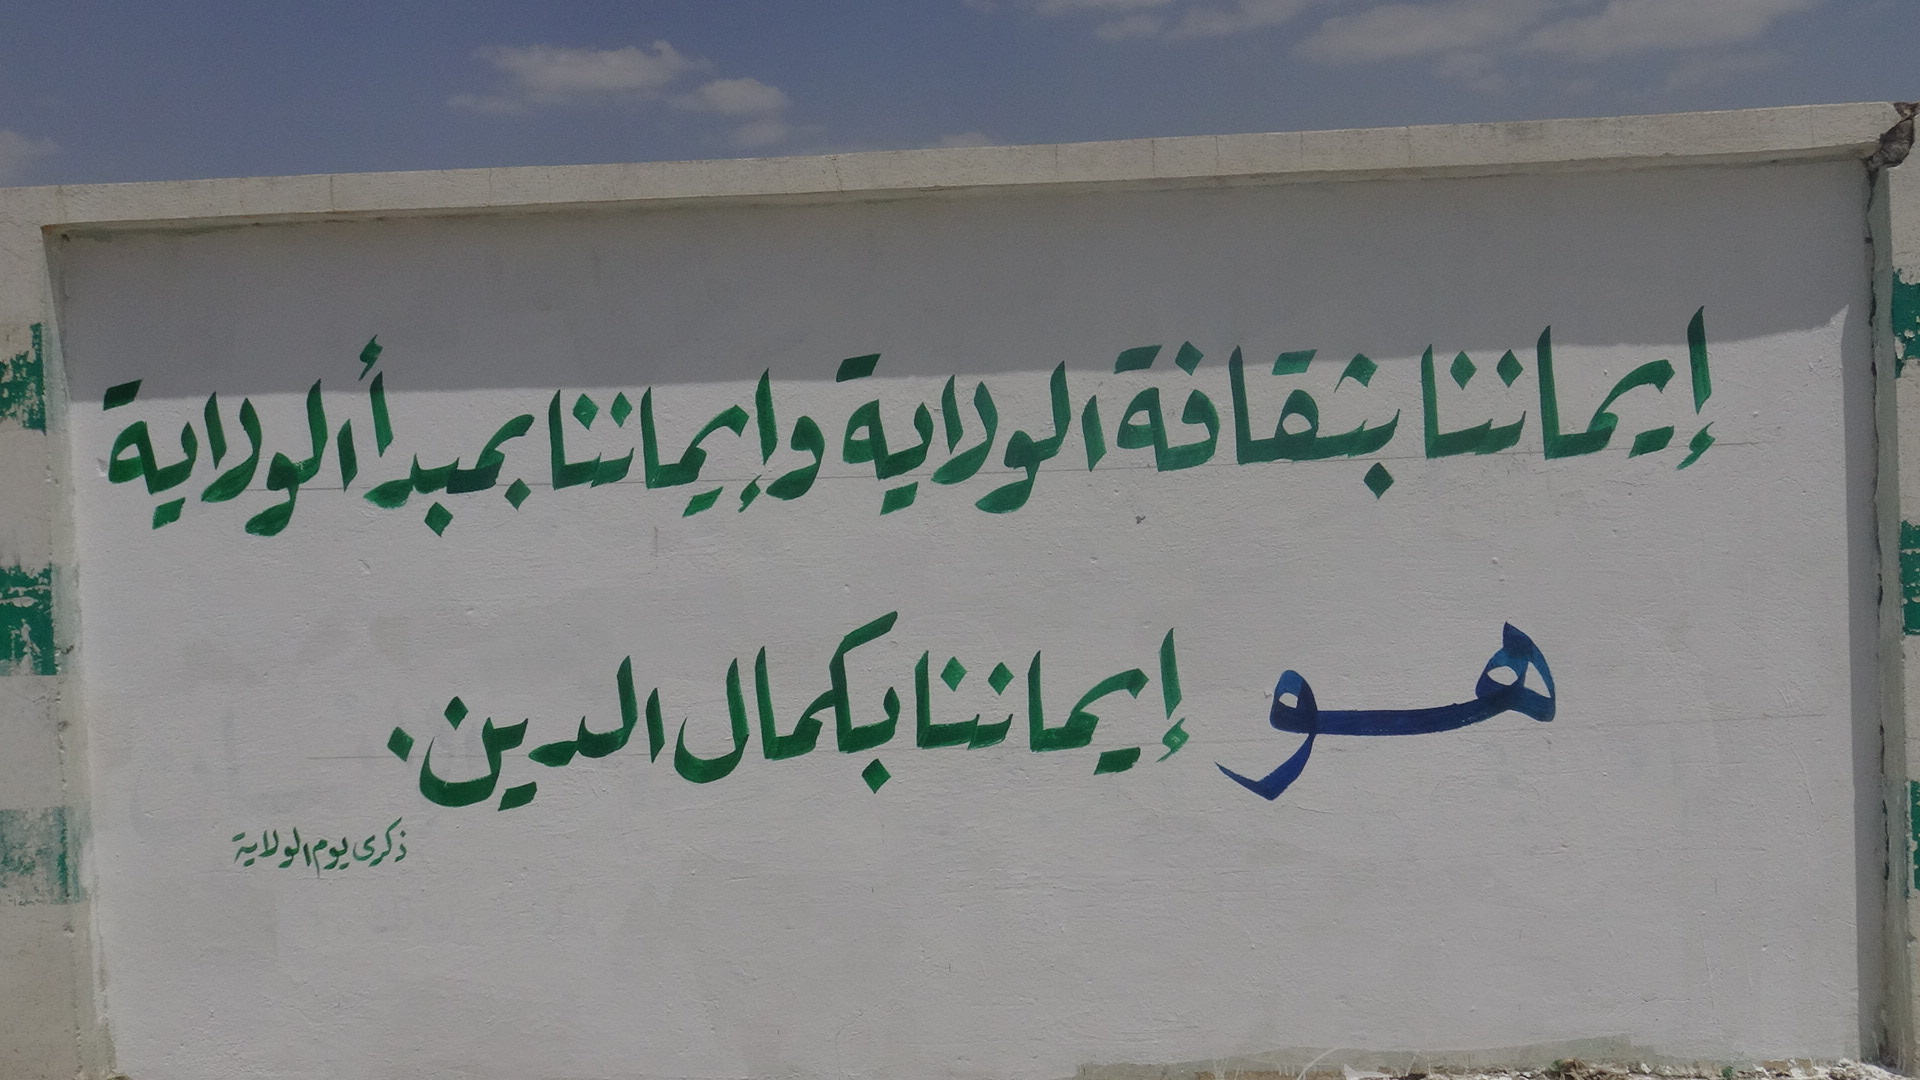 إيماننا بثقافة الولاية وإيماننا بمبدأ الولاية
هو إيماننا بكمال الدين.
ذكرى يوم الولاية